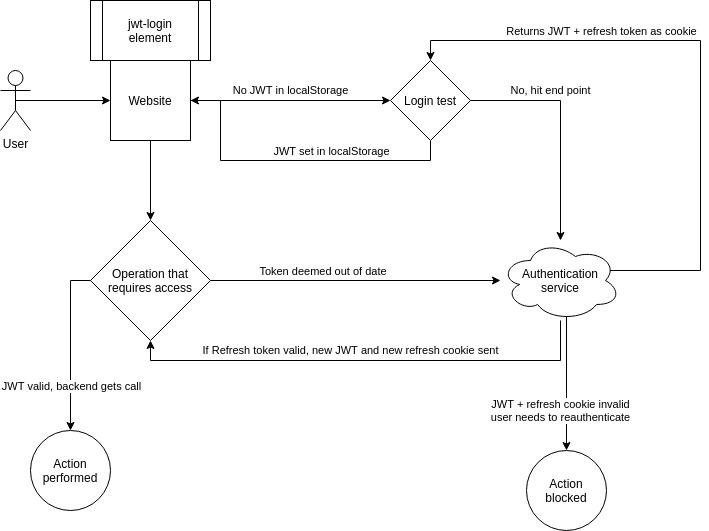 Returns JWT + refresh token as cookie
jwt-login
element
No JWT in localStorage
No, hit end point
Website
Login test
User
JWT set in localStorage
Operation that
requires access
Token deemed out of date
Authentication
service
If Refresh token valid, new JWT and new refresh cookie sent
JWT valid, backend gets call
JWT + refresh cookie invalid
user needs to reauthenticate
Action
performed
Action
blocked